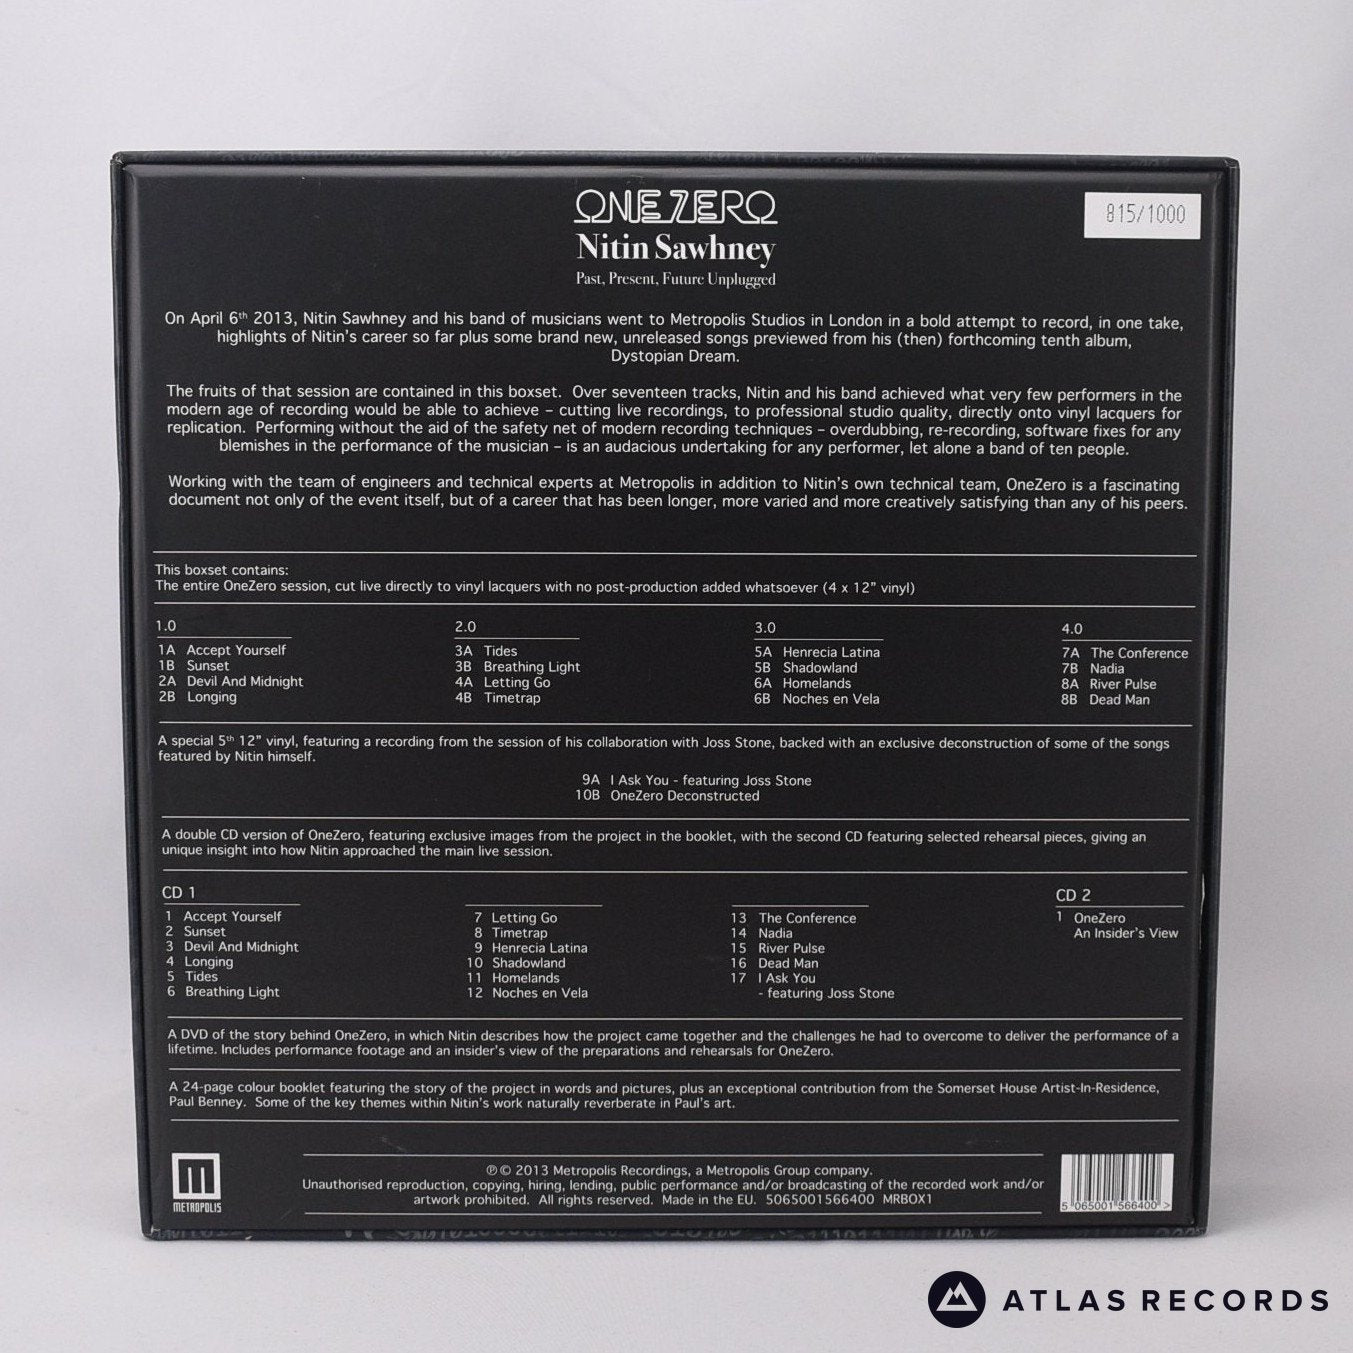 ONE ZERO
Nitin Sawhney
Past, Present, Future Unplugged
815/1000
On April 6th 2013, Nitin Sawhney and his band of musicians went to Metropolis Studios in London in a bold attempt to record, in one take,
highlights of Nitin's career so far plus some brand new, unreleased songs previewed from his (then) forthcoming tenth album,
Dystopian Dream.
The fruits of that session are contained in this boxset. Over seventeen tracks, Nitin and his band achieved what very few performers in the
modern age of recording would be able to achieve – cutting live recordings, to professional studio quality, directly onto vinyl lacquers for
replication. Performing without the aid of the safety net of modern recording techniques – overdubbing, re-recording, software fixes for any
blemishes in the performance of the musician – is an audacious undertaking for any performer, let alone a band of ten people.
Working with the team of engineers and technical experts at Metropolis in addition to Nitin's own technical team, OneZero is a fascinating
document not only of the event itself, but of a career that has been longer, more varied and more creatively satisfying than any of his peers.
This boxset contains:
The entire OneZero session, cut live directly to vinyl lacquers with no post-production added whatsoever (4 x 12" vinyl)
1.0
1A Accept Yourself
1B Sunset
2A Devil And Midnight
2B Longing
2.0
3A Tides
3B Breathing Light
4A Letting Go
4B Timetrap
3.0
5A Henrecia Latina
5B Shadowland
6A Homelands
6B Noches en Vela
4.0
7A The Conference
7B Nadia
8A River Pulse
8B Dead Man
A special 5th 12" vinyl, featuring a recording from the session of his collaboration with Joss Stone, backed with an exclusive deconstruction of some of the songs
featured by Nitin himself.
9A I Ask You - featuring Joss Stone
10B OneZero Deconstructed
A double CD version of OneZero, featuring exclusive images from the project in the booklet, with the second CD featuring selected rehearsal pieces, giving an
unique insight into how Nitin approached the main live session.
CD 1
1 Accept Yourself
2 Sunset
3 Devil And Midnight
4 Longing
5 Tides
6 Breathing Light
7 Letting Go
8 Timetrap
9 Henrecia Latina
10 Shadowland
11 Homelands
12 Noches en Vela
13 The Conference
14 Nadia
15 River Pulse
16 Dead Man
17 I Ask You
- featuring Joss Stone
CD 2
1 OneZero
An Insider's View
A DVD of the story behind OneZero, in which Nitin describes how the project came together and the challenges he had to overcome to deliver the performance of a
lifetime. Includes performance footage and an insider's view of the preparations and rehearsals for OneZero.
A 24-page colour booklet featuring the story of the project in words and pictures, plus an exceptional contribution from the Somerset House Artist-In-Residence,
Paul Benney. Some of the key themes within Nitin's work naturally reverberate in Paul's art.
METROPOLIS
℗ © 2013 Metropolis Recordings, a Metropolis Group company.
Unauthorised reproduction, copying, hiring, lending, public performance and/or broadcasting of the recorded work and/or
artwork prohibited. All rights reserved. Made in the EU. 5065001566400 MRBOX1
5 065001 566400 >
ATLAS RECORDS